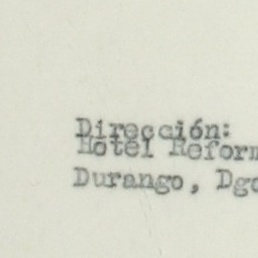 Dirección:
Hotel Reform
Durango, Dgo